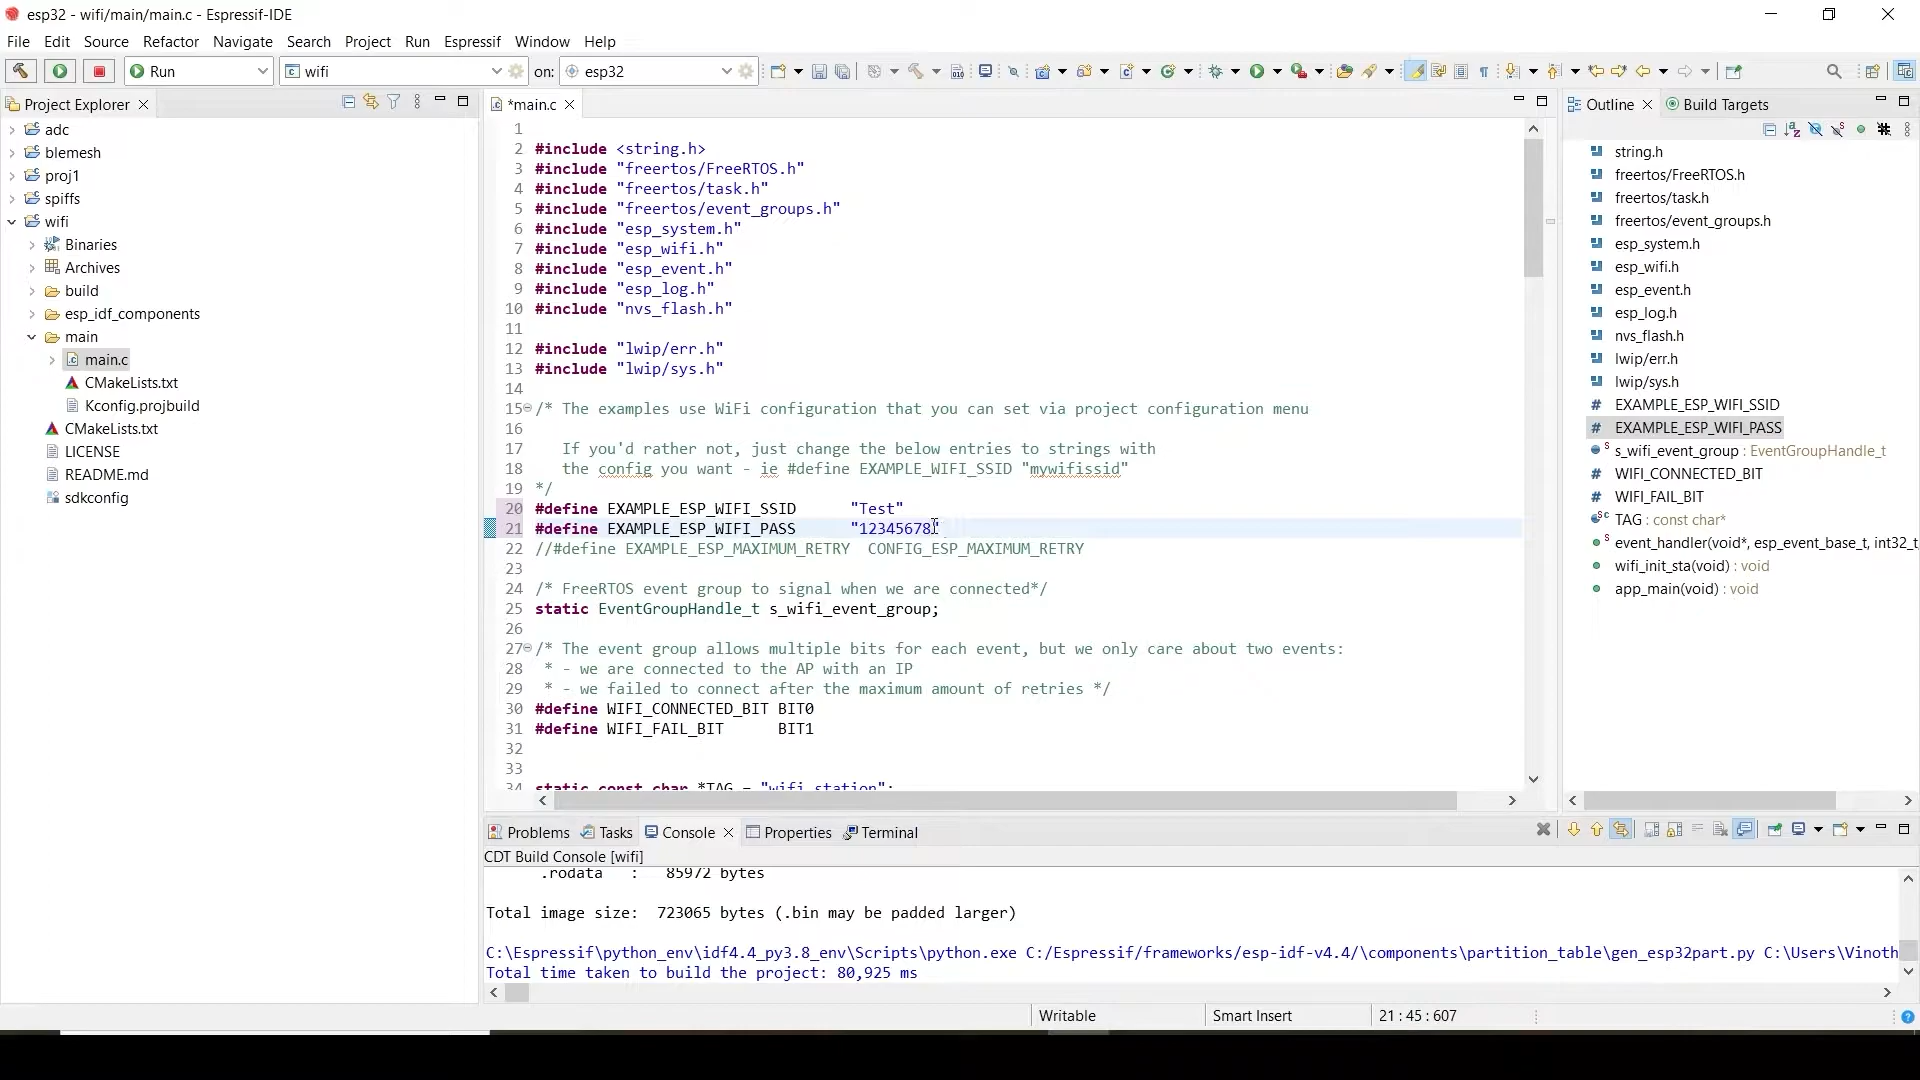 esp32 - wifi/main/main.c - Espressif-IDE
File Edit Source Refactor Navigate Search Project Run Espressif Window Help
Run wifi on: esp32
Project Explorer
adc
blemesh
proj1
spiffs
wifi
Binaries
Archives
build
esp_idf_components
main
main.c
CMakeLists.txt
Kconfig.projbuild
CMakeLists.txt
LICENSE
README.md
sdkconfig
*main.c
1
2 #include <string.h>
3 #include "freertos/FreeRTOS.h"
4 #include "freertos/task.h"
5 #include "freertos/event_groups.h"
6 #include "esp_system.h"
7 #include "esp_wifi.h"
8 #include "esp_event.h"
9 #include "esp_log.h"
10 #include "nvs_flash.h"
11
12 #include "lwip/err.h"
13 #include "lwip/sys.h"
14
15 /* The examples use WiFi configuration that you can set via project configuration menu
16
17 If you'd rather not, just change the below entries to strings with
18 the config you want - ie #define EXAMPLE_WIFI_SSID "mywifissid"
19 */
20 #define EXAMPLE_ESP_WIFI_SSID "Test"
21 #define EXAMPLE_ESP_WIFI_PASS "12345678"
22 //#define EXAMPLE_ESP_MAXIMUM_RETRY CONFIG_ESP_MAXIMUM_RETRY
23
24 /* FreeRTOS event group to signal when we are connected*/
25 static EventGroupHandle_t s_wifi_event_group;
26
27 /* The event group allows multiple bits for each event, but we only care about two events:
28 * - we are connected to the AP with an IP
29 * - we failed to connect after the maximum amount of retries */
30 #define WIFI_CONNECTED_BIT BIT0
31 #define WIFI_FAIL_BIT BIT1
32
33
34 static const char *TAG = "wifi station";
Outline Build Targets
string.h
freertos/FreeRTOS.h
freertos/task.h
freertos/event_groups.h
esp_system.h
esp_wifi.h
esp_event.h
esp_log.h
nvs_flash.h
lwip/err.h
lwip/sys.h
EXAMPLE_ESP_WIFI_SSID
EXAMPLE_ESP_WIFI_PASS
s_wifi_event_group : EventGroupHandle_t
WIFI_CONNECTED_BIT
WIFI_FAIL_BIT
TAG : const char*
event_handler(void*, esp_event_base_t, int32_t
wifi_init_sta(void) : void
app_main(void) : void
Problems Tasks Console Properties Terminal
CDT Build Console [wifi]
.rodata : 85972 bytes
Total image size: 723065 bytes (.bin may be padded larger)
C:\Espressif\python_env\idf4.4_py3.8_env\Scripts\python.exe C:/Espressif/frameworks/esp-idf-v4.4/\components\partition_table\gen_esp32part.py C:\Users\Vinoth
Total time taken to build the project: 80,925 ms
Writable Smart Insert 21 : 45 : 607